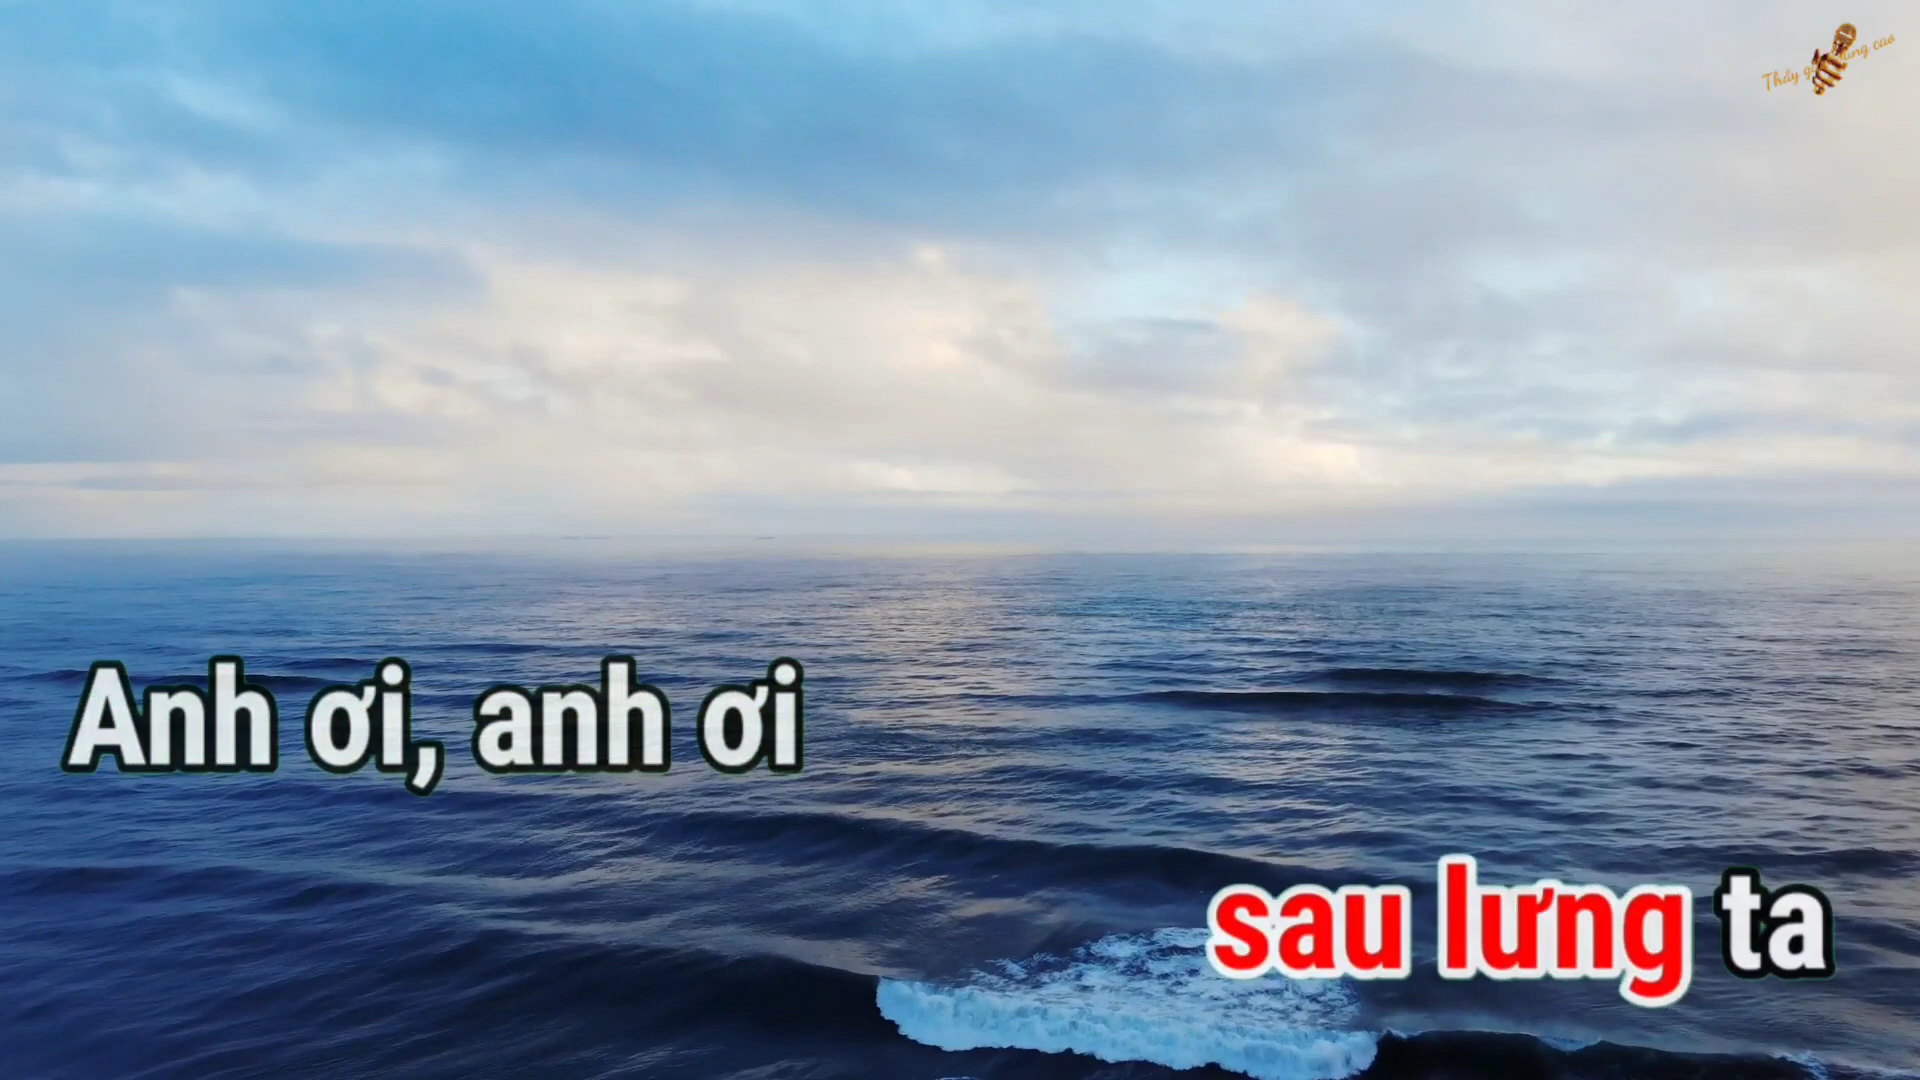 Anh ơi, anh ơi
sau lưng ta